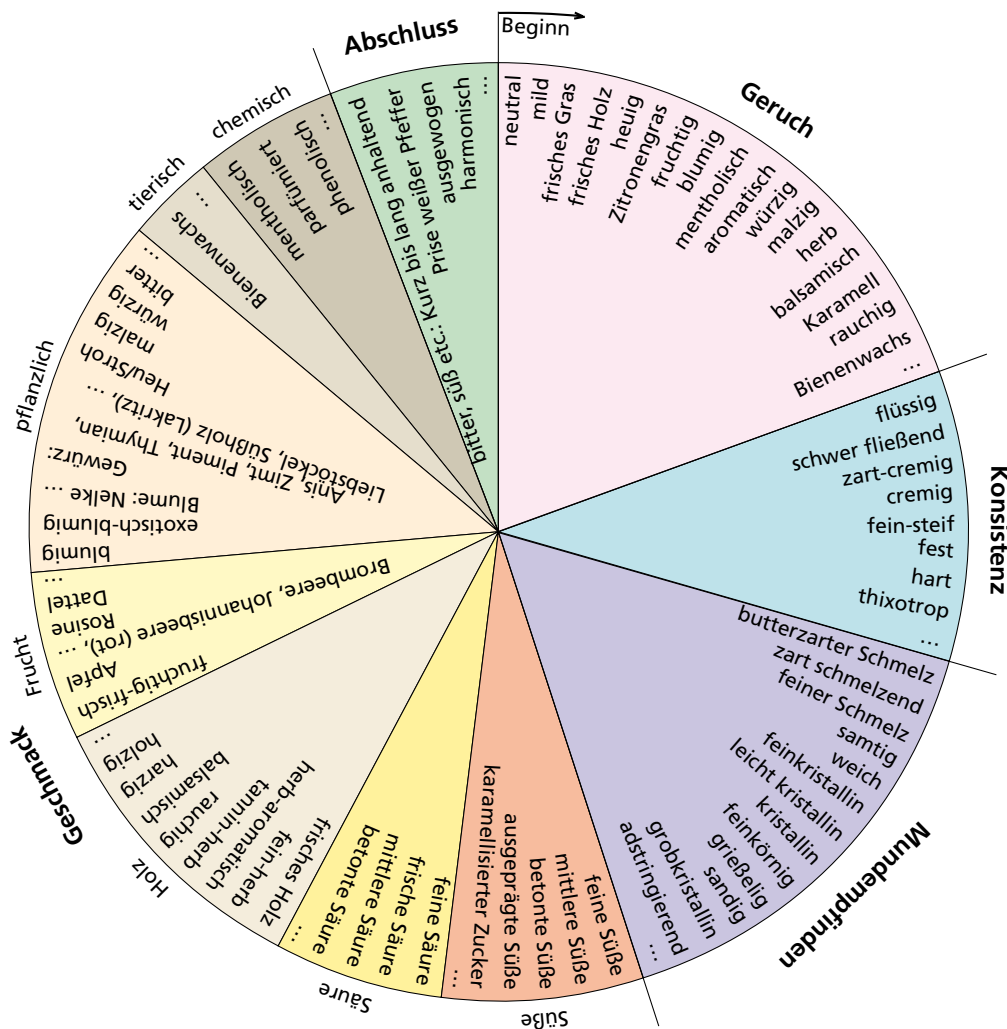 Beginn
Geruch
neutral
mild
frisches Gras
frisches Holz
heuig
Zitronengras
fruchtig
blumig
mentholisch
aromatisch
würzig
malzig
herb
balsamisch
Karamell
rauchig
Bienenwachs
...
Konsistenz
flüssig
schwer fließend
zart-cremig
cremig
fein-steif
fest
hart
thixotrop
...
Mundempfinden
butterzarter Schmelz
zart schmelzend
feiner Schmelz
samtig
weich
feinkristallin
leicht kristallin
kristallin
feinkörnig
grießelig
sandig
grobkristallin
adstringierend
...
Geschmack
Süße
feine Süße
mittlere Süße
betonte Süße
ausgeprägte Süße
karamellisierter Zucker
...
Säure
feine Säure
frische Säure
mittlere Säure
betonte Säure
...
Holz
frisches Holz
fein-herb
herb-aromatisch
tannin-herb
rauchig
balsamisch
harzig
holzig
...
Frucht
fruchtig-frisch
Apfel
Brombeere, Johannisbeere (rot), ...
Rosine
Dattel
...
pflanzlich
blumig
exotisch-blumig
Blume: Nelke ...
Gewürz:
Anis, Zimt, Piment, Thymian,
Liebstöckel, Süßholz (Lakritz), ...
Heu/Stroh
malzig
würzig
bitter
...
tierisch
Bienenwachs
...
chemisch
mentholisch
parfümiert
phenolisch
...
Abschluss
bitter, süß etc.: Kurz bis lang anhaltend
Prise weißer Pfeffer
ausgewogen
harmonisch
...